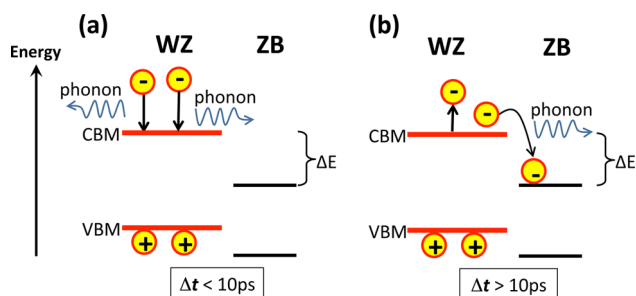 (a)
WZ
ZB
Energy
-
-
phonon
phonon
CBM
ΔE
VBM
+
+
Δt < 10ps
(b)
WZ
ZB
-
-
phonon
CBM
-
ΔE
VBM
+
+
Δt > 10ps